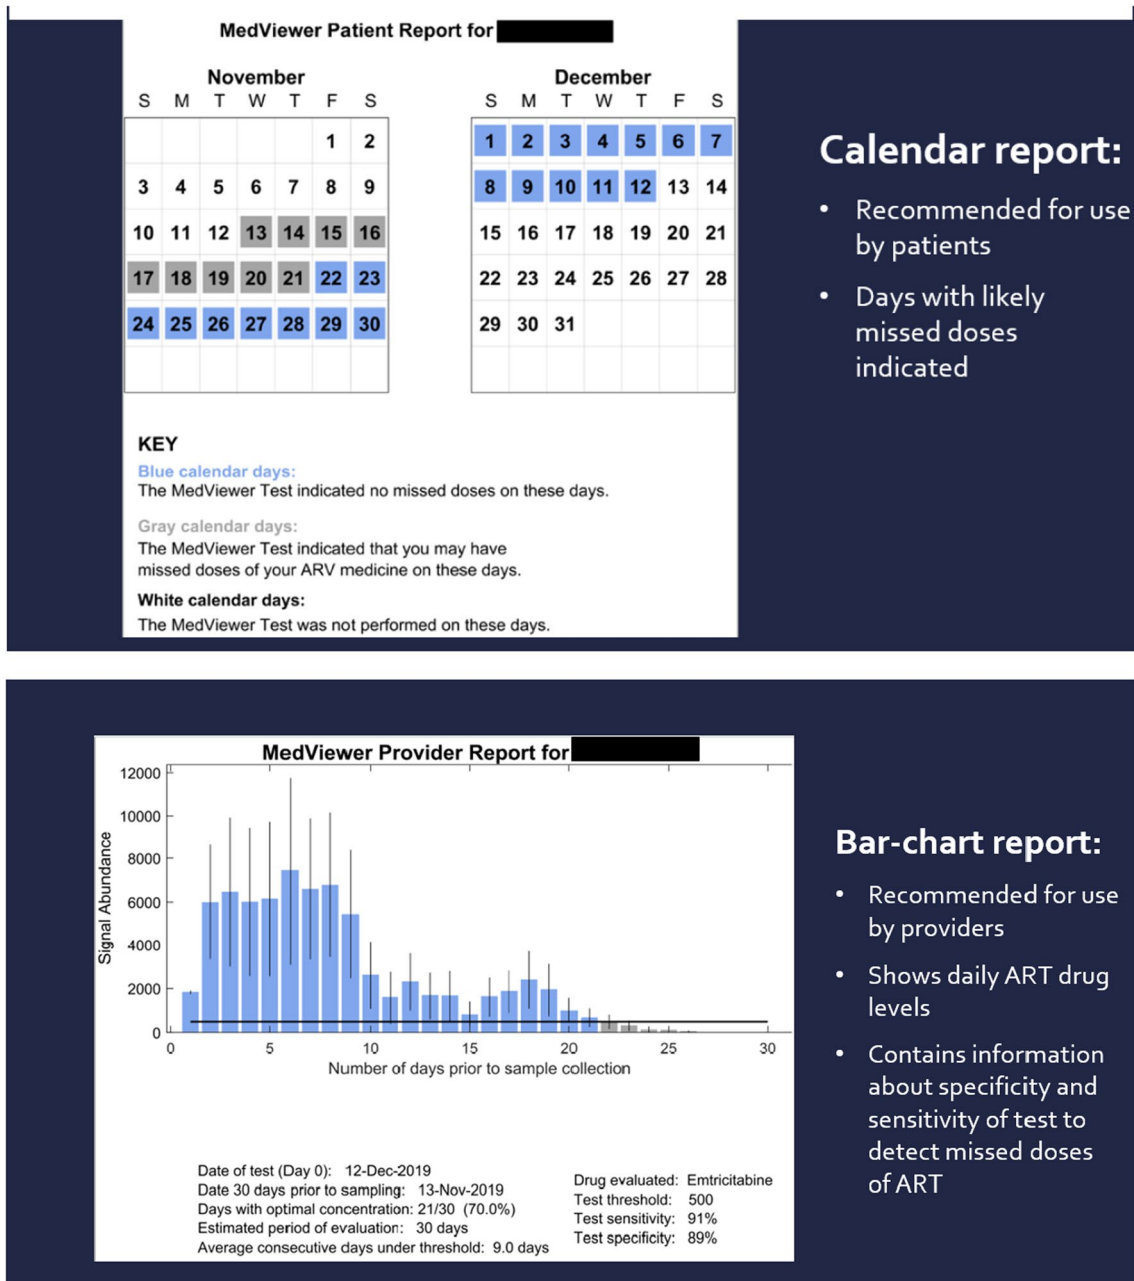 MedViewer Patient Report for
November
S M T W T F S
1 2
3 4 5 6 7 8 9
10 11 12 13 14 15 16
17 18 19 20 21 22 23
24 25 26 27 28 29 30
December
S M T W T F S
1 2 3 4 5 6 7
8 9 10 11 12 13 14
15 16 17 18 19 20 21
22 23 24 25 26 27 28
29 30 31
KEY
Blue calendar days:
The MedViewer Test indicated no missed doses on these days.
Gray calendar days:
The MedViewer Test indicated that you may have
missed doses of your ARV medicine on these days.
White calendar days:
The MedViewer Test was not performed on these days.
Calendar report:
• Recommended for use
by patients
• Days with likely
missed doses
indicated
MedViewer Provider Report for
Signal Abundance
12000
10000
8000
6000
4000
2000
0
0 5 10 15 20 25 30
Number of days prior to sample collection
Date of test (Day 0): 12-Dec-2019
Date 30 days prior to sampling: 13-Nov-2019
Days with optimal concentration: 21/30 (70.0%)
Estimated period of evaluation: 30 days
Average consecutive days under threshold: 9.0 days
Drug evaluated: Emtricitabine
Test threshold: 500
Test sensitivity: 91%
Test specificity: 89%
Bar-chart report:
• Recommended for use
by providers
• Shows daily ART drug
levels
• Contains information
about specificity and
sensitivity of test to
detect missed doses
of ART